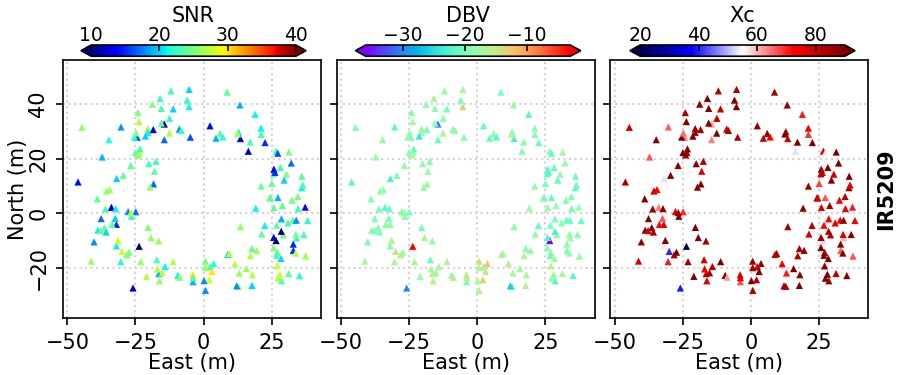 SNR DBV Xc
10 20 30 40 −30 −20 −10 20 40 60 80
40
20
0
−20
North (m)
IR5209
−50 −25 0 25 −50 −25 0 25 −50 −25 0 25
East (m) East (m) East (m)